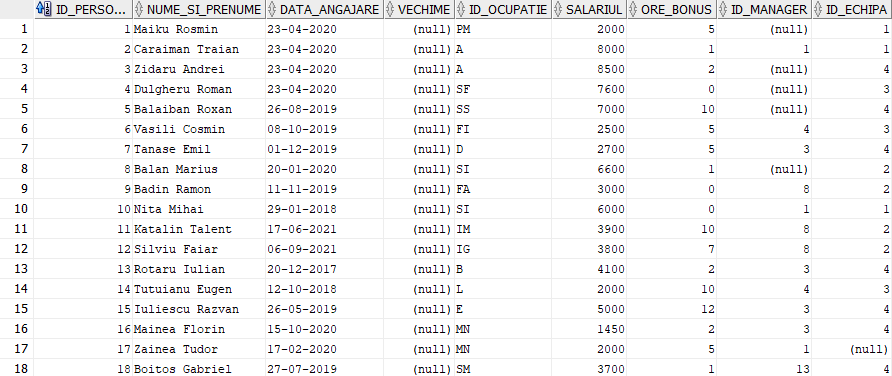 ID_PERSO... NUME_SI_PRENUME DATA_ANGAJARE VECHIME ID_OCUPATIE SALARIUL ORE_BONUS ID_MANAGER ID_ECHIPA
1 1 Maiku Rosmin 23-04-2020 (null) PM 2000 5 (null) 1
2 2 Caraiman Traian 23-04-2020 (null) A 8000 1 1 1
3 3 Zidaru Andrei 23-04-2020 (null) A 8500 2 (null) 4
4 4 Dulgheru Roman 23-04-2020 (null) SF 7600 0 (null) 3
5 5 Balaiban Roxan 26-08-2019 (null) SS 7000 10 (null) 4
6 6 Vasili Cosmin 08-10-2019 (null) FI 2500 5 4 3
7 7 Tanase Emil 01-12-2019 (null) D 2700 5 3 4
8 8 Balan Marius 20-01-2020 (null) SI 6600 1 (null) 2
9 9 Badin Ramon 11-11-2019 (null) FA 3000 0 8 2
10 10 Nita Mihai 29-01-2018 (null) SI 6000 0 1 1
11 11 Katalin Talent 17-06-2021 (null) IM 3900 10 8 2
12 12 Silviu Faiar 06-09-2021 (null) IG 3800 7 8 2
13 13 Rotaru Iulian 20-12-2017 (null) B 4100 2 3 4
14 14 Tutuianu Eugen 12-10-2018 (null) L 2000 10 4 3
15 15 Iuliescu Razvan 26-05-2019 (null) E 5000 12 3 4
16 16 Mainea Florin 15-10-2020 (null) MN 1450 2 3 4
17 17 Zainea Tudor 17-02-2020 (null) MN 2000 5 1 (null)
18 18 Boitos Gabriel 27-07-2019 (null) SM 3700 1 13 4